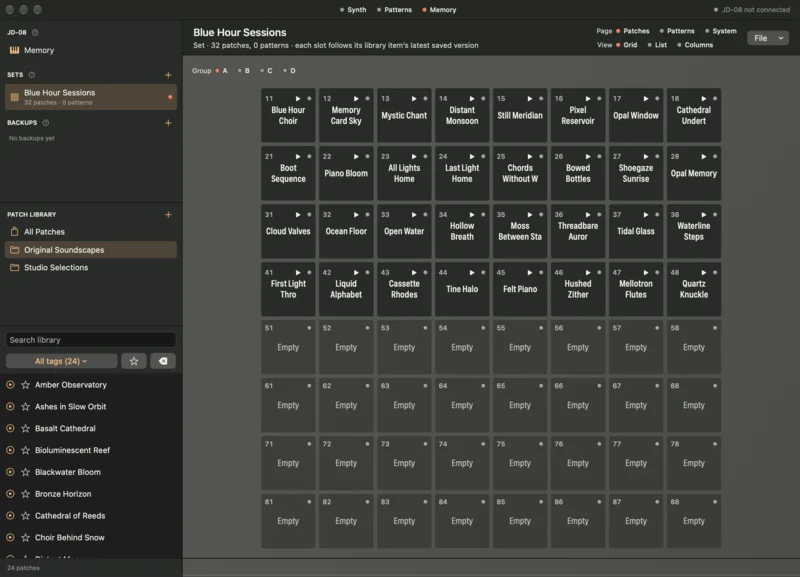 Synth
Patterns
Memory
JD-08 not connected
JD-08
Memory
SETS
Blue Hour Sessions
32 patches · 0 patterns
BACKUPS
No backups yet
PATCH LIBRARY
All Patches
Original Soundscapes
Studio Selections
Search library
All tags (24)
Amber Observatory
Ashes in Slow Orbit
Basalt Cathedral
Bioluminescent Reef
Blackwater Bloom
Bronze Horizon
Cathedral of Reeds
Choir Behind Snow
24 patches
Blue Hour Sessions
Set · 32 patches, 0 patterns · each slot follows its library item's latest saved version
Page Patches Patterns System
View Grid List Columns
File
Group A B C D
11 12 13 14 15 16 17 18
Blue Hour Choir
Memory Card Sky
Mystic Chant
Distant Monsoon
Still Meridian
Pixel Reservoir
Opal Window
Cathedral Undert
21 22 23 24 25 26 27 28
Boot Sequence
Piano Bloom
All Lights Home
Last Light Home
Chords Without W
Bowed Bottles
Shoegaze Sunrise
Opal Memory
31 32 33 34 35 36 37 38
Cloud Valves
Ocean Floor
Open Water
Hollow Breath
Moss Between Sta
Threadbare Auror
Tidal Glass
Waterline Steps
41 42 43 44 45 46 47 48
First Light Thro
Liquid Alphabet
Cassette Rhodes
Tine Halo
Felt Piano
Hushed Zither
Mellotron Flutes
Quartz Knuckle
51 52 53 54 55 56 57 58
Empty Empty Empty Empty Empty Empty Empty Empty
61 62 63 64 65 66 67 68
Empty Empty Empty Empty Empty Empty Empty Empty
71 72 73 74 75 76 77 78
Empty Empty Empty Empty Empty Empty Empty Empty
81 82 83 84 85 86 87 88
Empty Empty Empty Empty Empty Empty Empty Empty